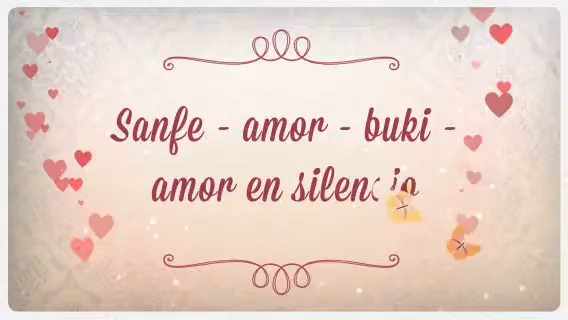 Sanfe - amor - buki -
amor en silencio